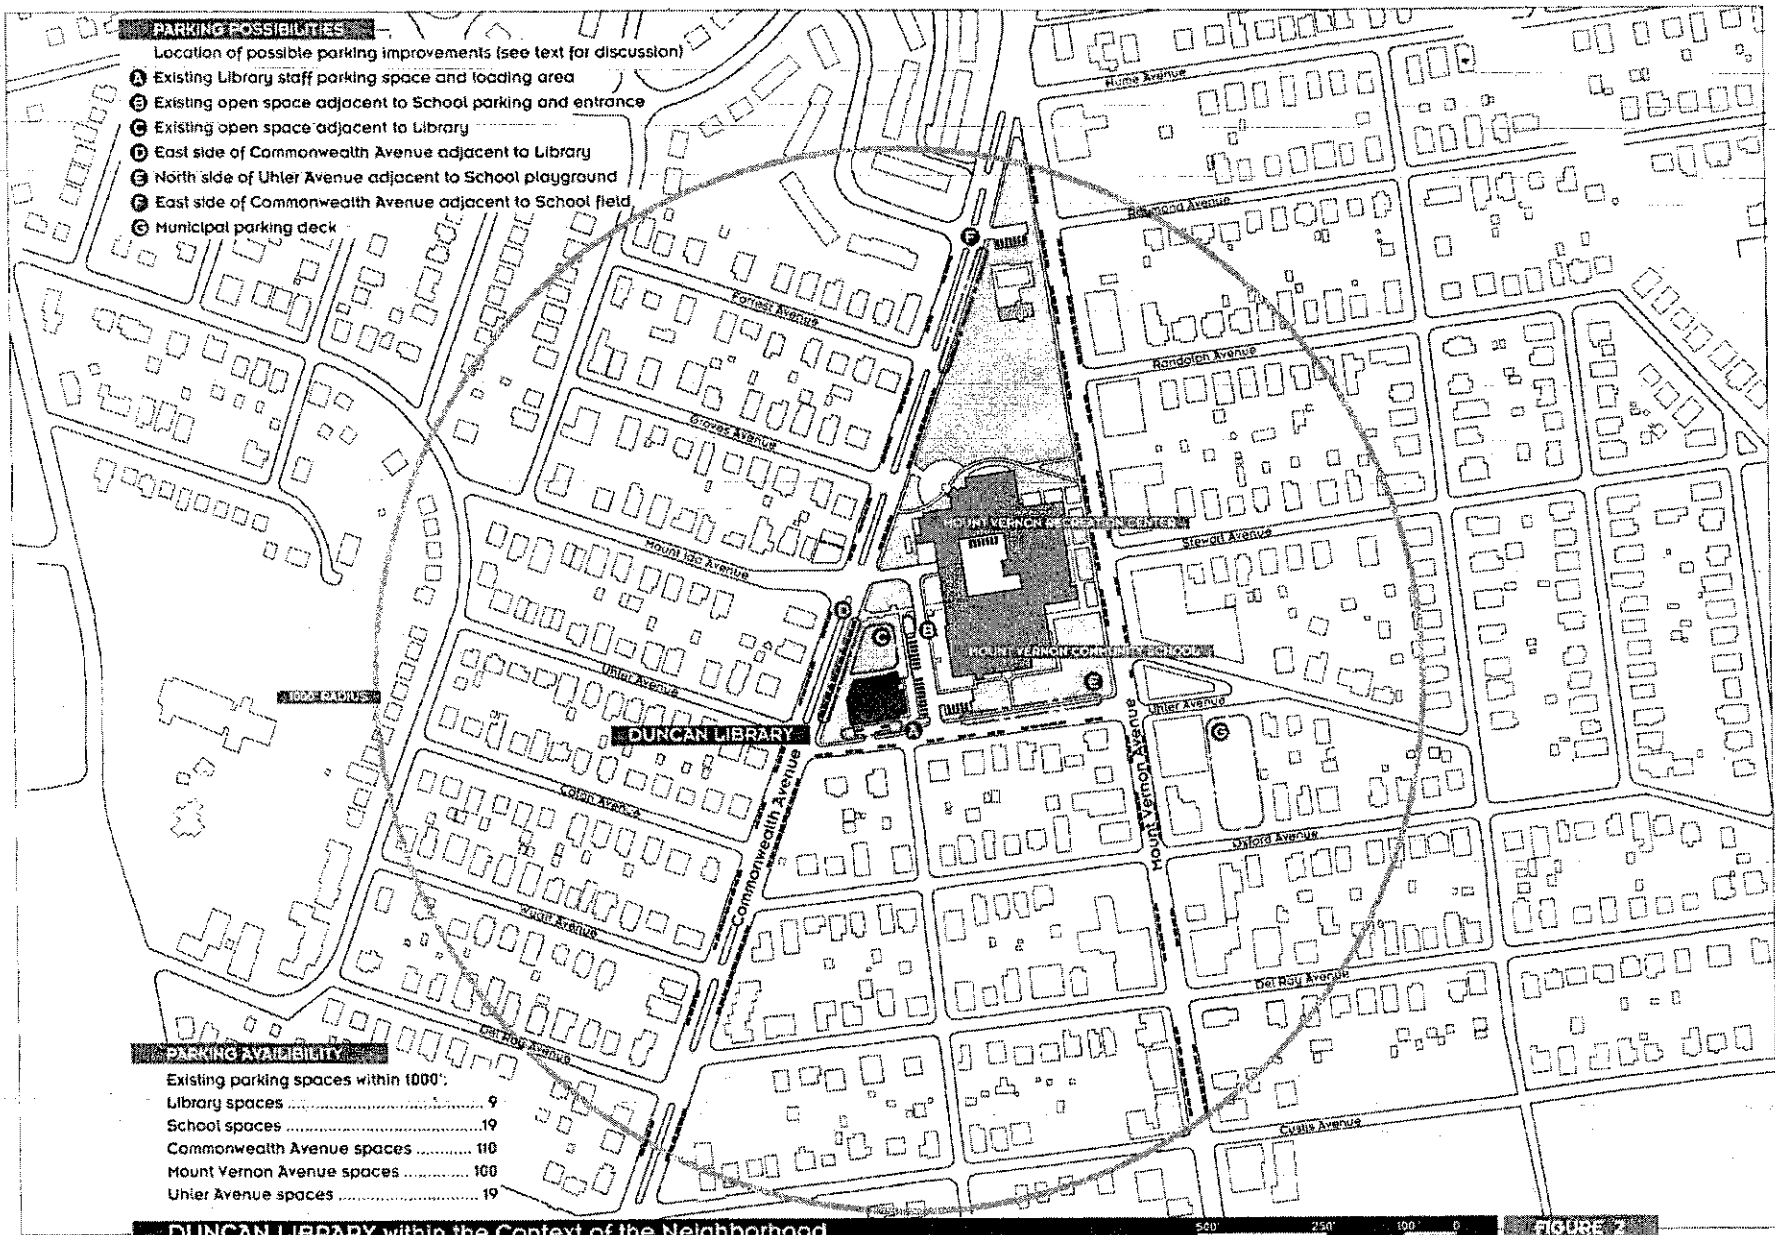 PARKING POSSIBILITIES
Location of possible parking improvements (see text for discussion)
A Existing Library staff parking space and loading area
B Existing open space adjacent to School parking and entrance
C Existing open space adjacent to Library
D East side of Commonwealth Avenue adjacent to Library
E North side of Uhler Avenue adjacent to School playground
F East side of Commonwealth Avenue adjacent to School field
G Municipal parking deck
Hume Avenue
Raymond Avenue
F
Forrest Avenue
Randolph Avenue
Groves Avenue
MOUNT VERNON RECREATION CENTER
Stewart Avenue
Mount Ida Avenue
D
C
B
MOUNT VERNON COMMUNITY SCHOOL
Uhler Avenue
E
1000' RADIUS
Uhler Avenue
DUNCAN LIBRARY
A
G
Mount Vernon Avenue
Commonwealth Avenue
Oxford Avenue
Del Ray Avenue
Del Ray Avenue
Custis Avenue
PARKING AVAILIBILITY
Existing parking spaces within 1000':
Library spaces 9
School spaces 19
Commonwealth Avenue spaces 110
Mount Vernon Avenue spaces 100
Uhler Avenue spaces 19
DUNCAN LIBRARY within the Context of the Neighborhood
500' 250' 100' 0
FIGURE 2